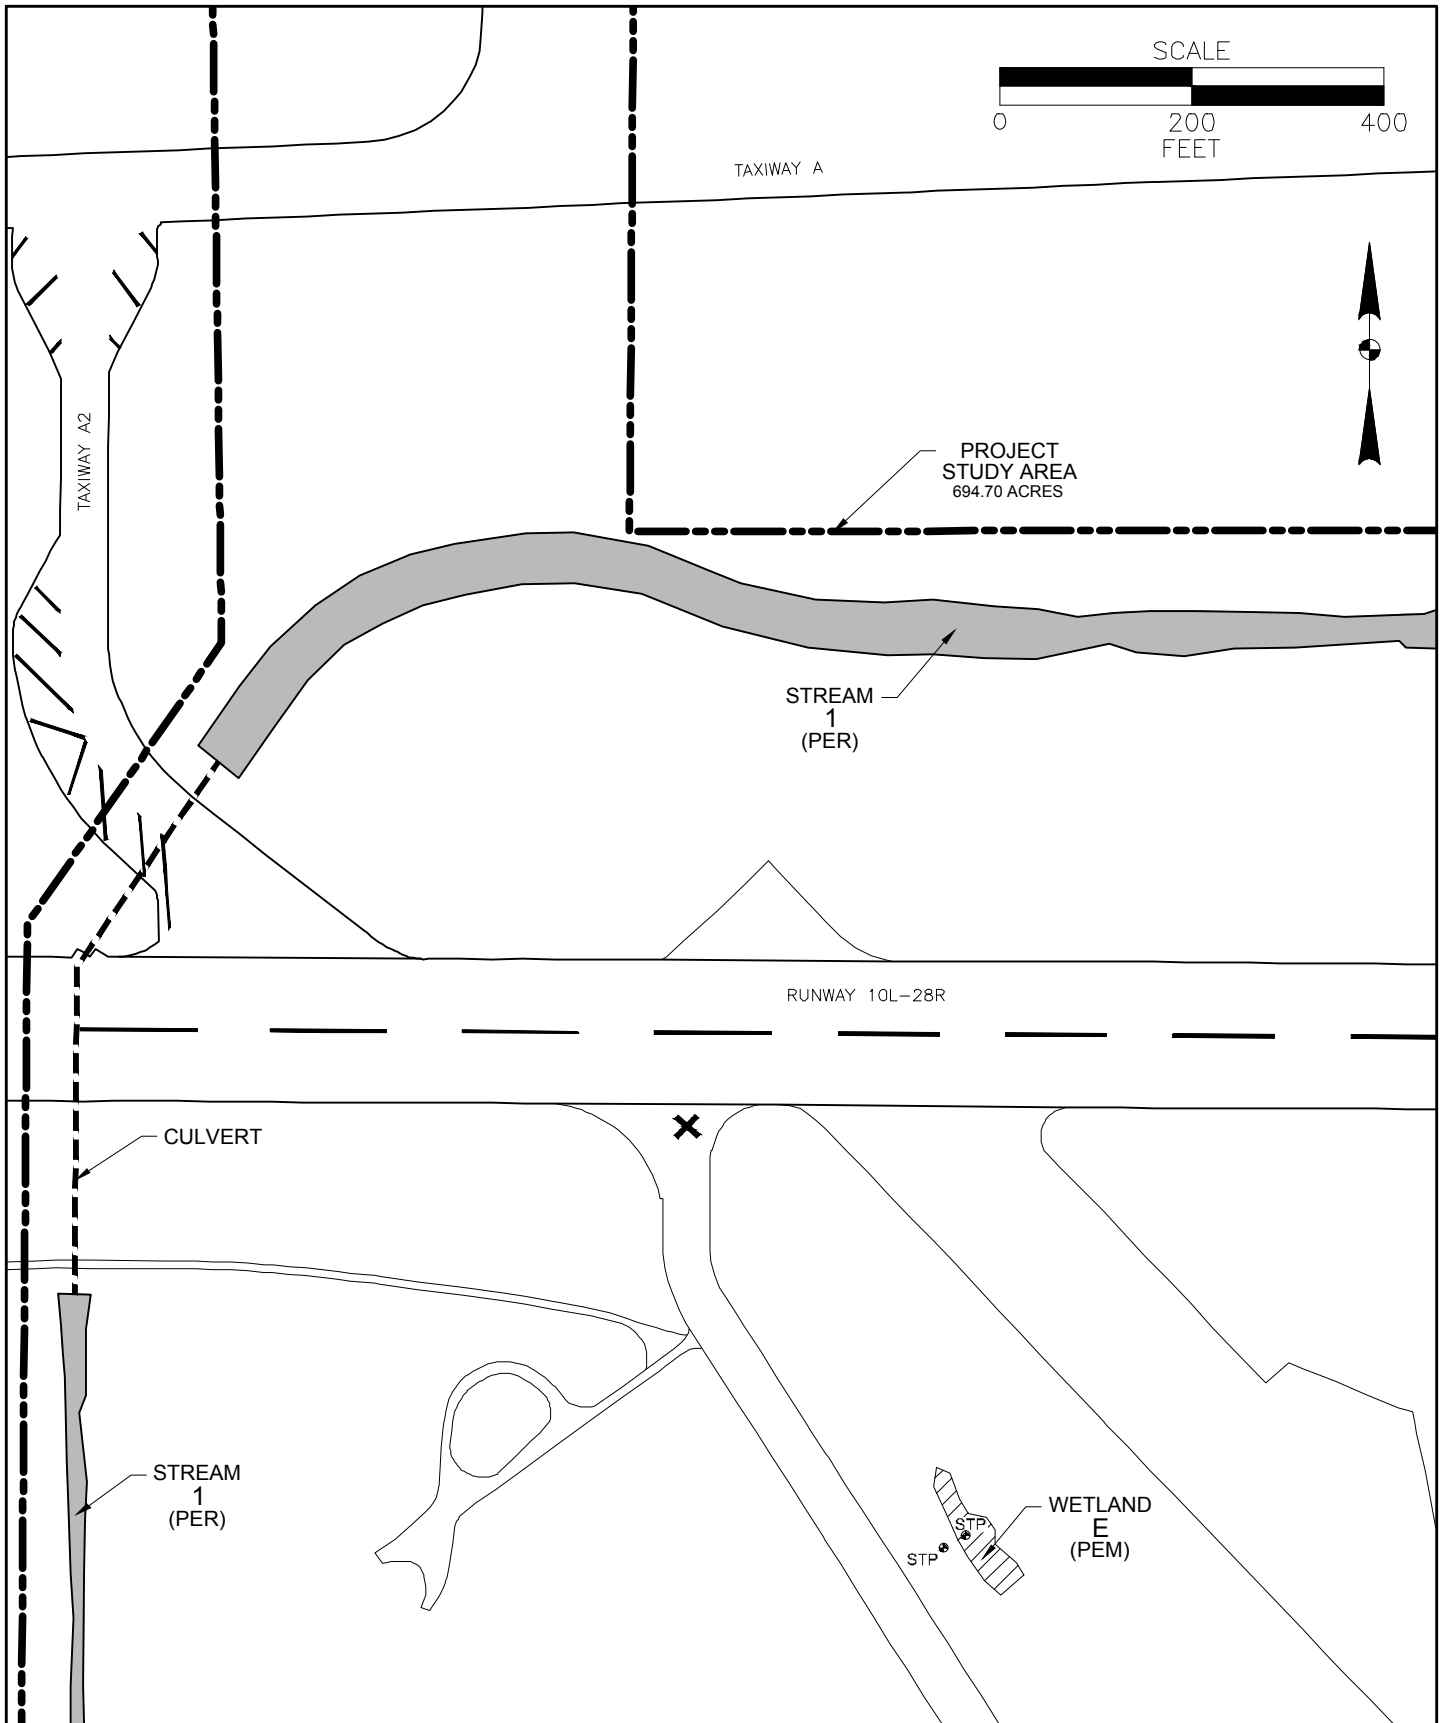 SCALE
0 200 400
FEET
TAXIWAY A
TAXIWAY A2
PROJECT
STUDY AREA
694.70 ACRES
STREAM
1
(PER)
RUNWAY 10L-28R
CULVERT
STREAM
1
(PER)
WETLAND
E
(PEM)
STP
STP